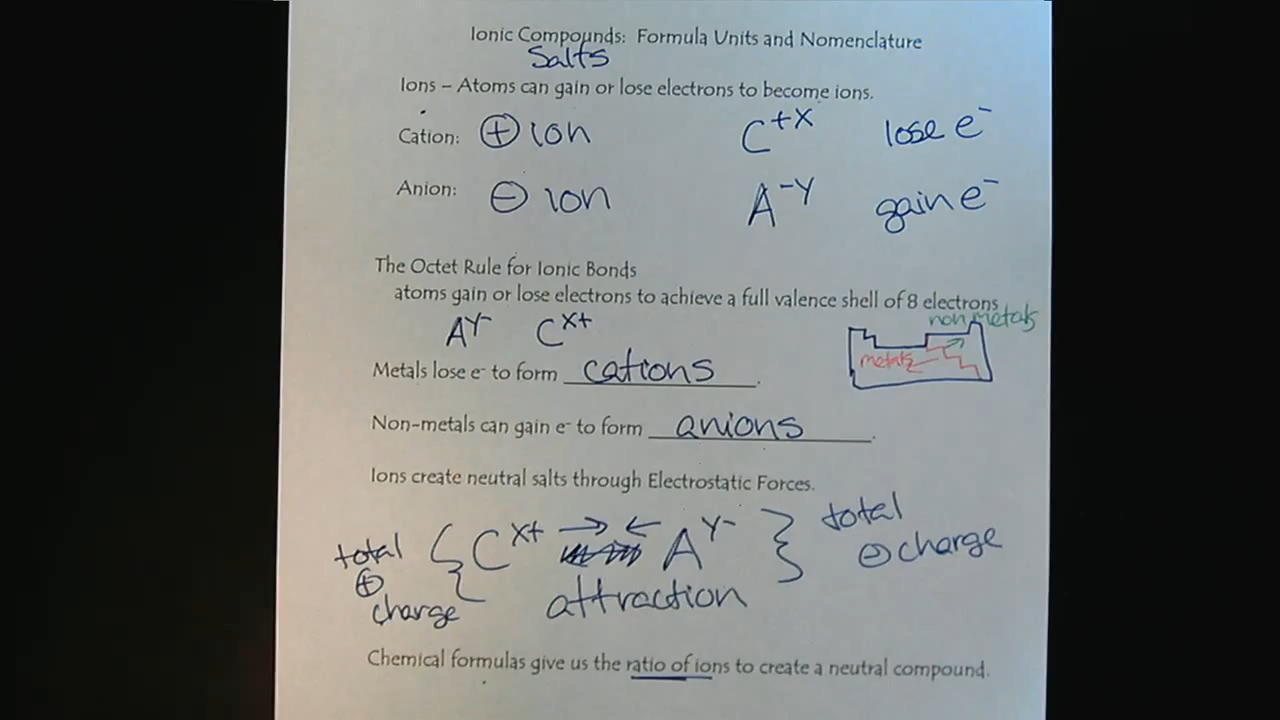 Ionic Compounds: Formula Units and Nomenclature
Salts
Ions – Atoms can gain or lose electrons to become ions.
Cation: ⊕ ion C⁺ˣ lose e⁻
Anion: ⊖ ion A⁻ʸ gain e⁻
The Octet Rule for Ionic Bonds
atoms gain or lose electrons to achieve a full valence shell of 8 electrons
non metals
Aʸ⁻ Cˣ⁺
metals
Metals lose e⁻ to form cations.
Non-metals can gain e⁻ to form anions.
Ions create neutral salts through Electrostatic Forces.
total ⊕ charge { Cˣ⁺ → ← Aʸ⁻ } total ⊖ charge
attraction
Chemical formulas give us the ratio of ions to create a neutral compound.